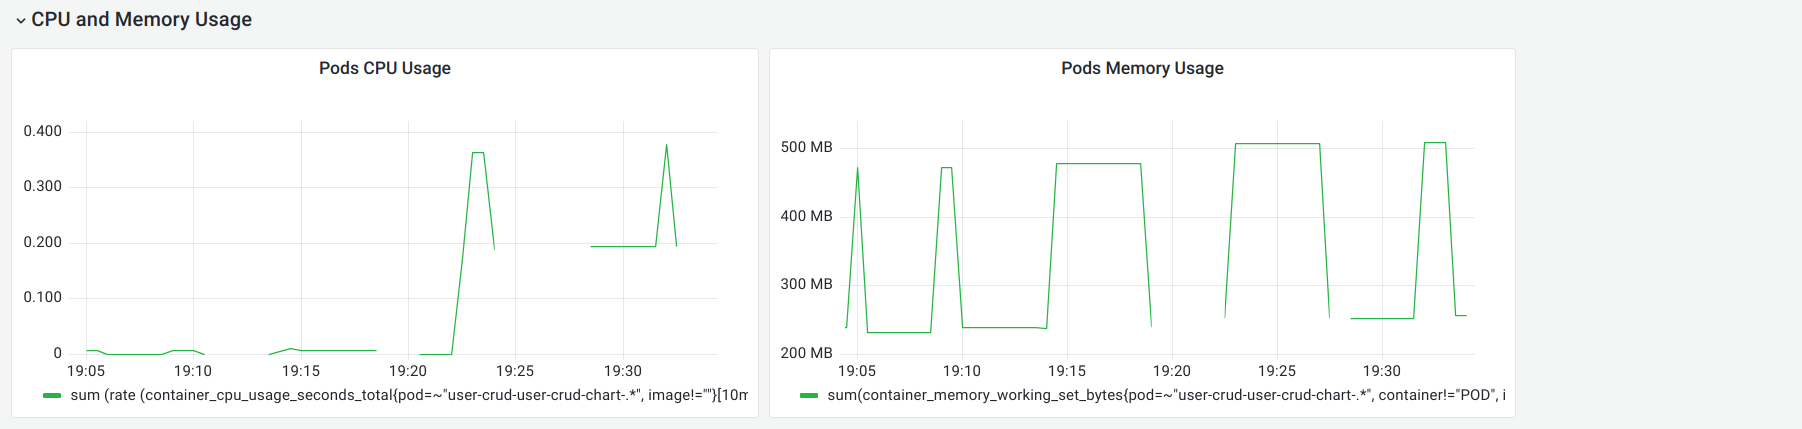 CPU and Memory Usage
Pods CPU Usage
0.400
0.300
0.200
0.100
0
19:05 19:10 19:15 19:20 19:25 19:30
sum (rate (container_cpu_usage_seconds_total{pod=~"user-crud-user-crud-chart-.*", image!=""}[10m
Pods Memory Usage
500 MB
400 MB
300 MB
200 MB
19:05 19:10 19:15 19:20 19:25 19:30
sum(container_memory_working_set_bytes{pod=~"user-crud-user-crud-chart-.*", container!="POD", i